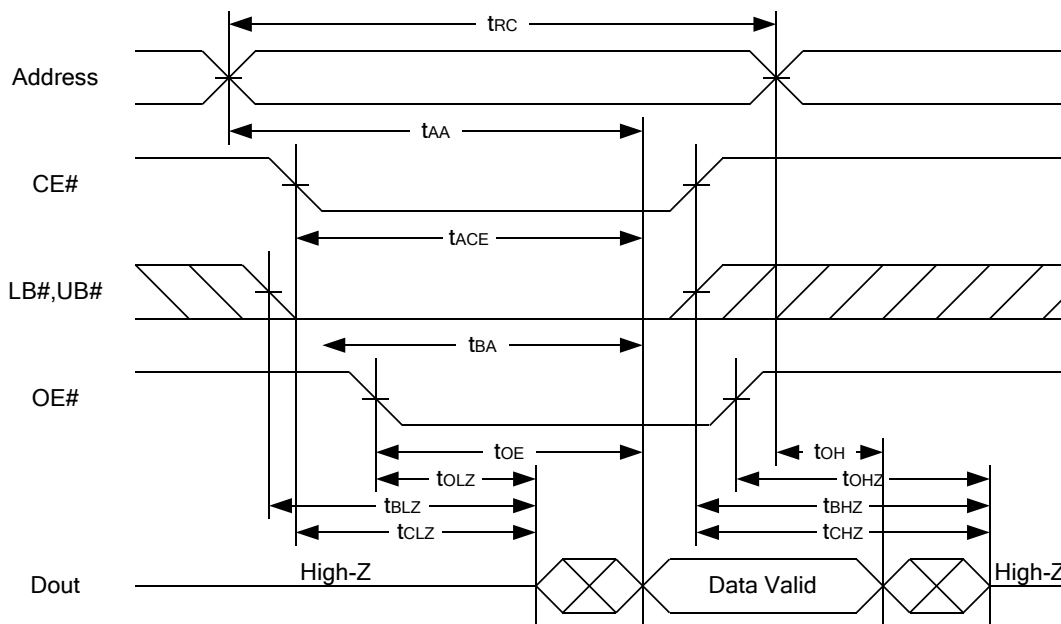 tRC
Address
tAA
CE#
tACE
LB#,UB#
tBA
OE#
tOE
tOH
tOLZ
tOHZ
tBLZ
tBHZ
tCLZ
tCHZ
High-Z
Dout
Data Valid
High-Z